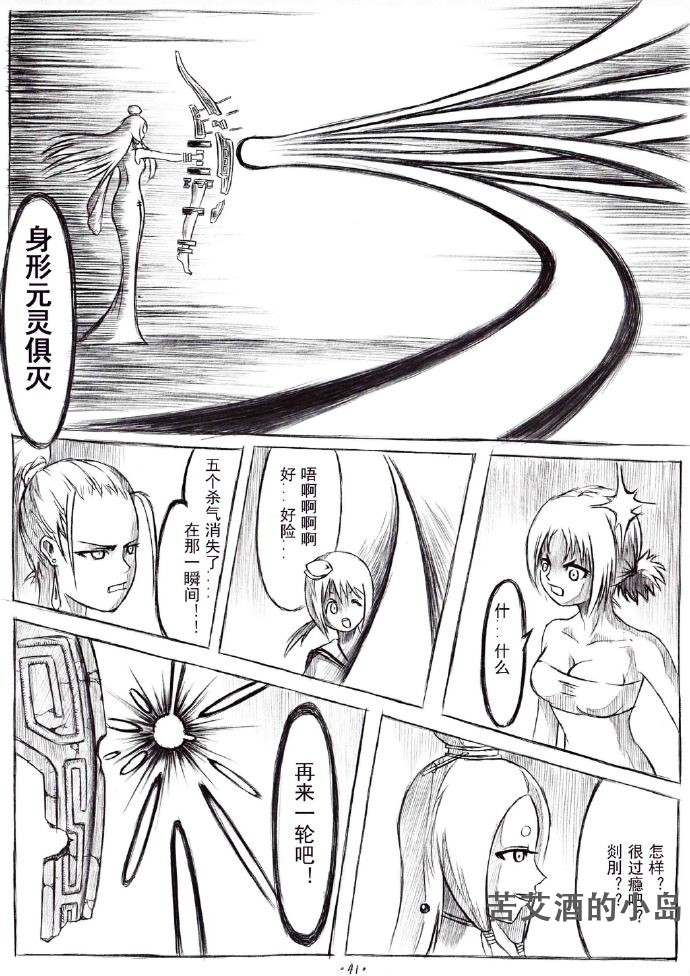 身形元灵俱灭
什..什么
唔啊啊啊啊
好...好险...
五个杀气消失了....
在那一瞬间!!
怎样?
很过瘾吧?
剡刖??
再来一轮吧!
苦艾酒的小岛
·41·